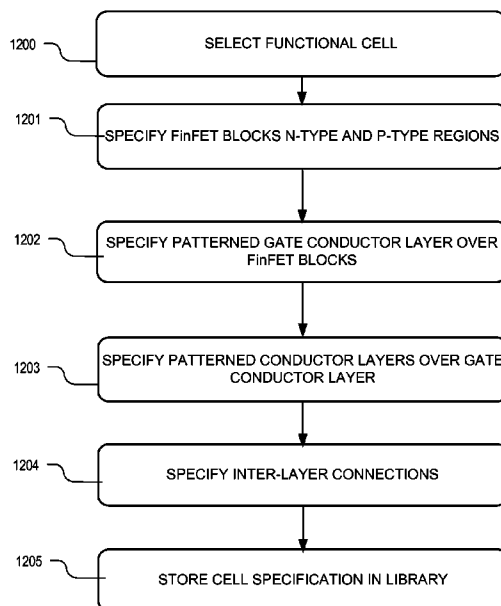 1200
SELECT FUNCTIONAL CELL
1201
SPECIFY FinFET BLOCKS N-TYPE AND P-TYPE REGIONS
1202
SPECIFY PATTERNED GATE CONDUCTOR LAYER OVER
FinFET BLOCKS
1203
SPECIFY PATTERNED CONDUCTOR LAYERS OVER GATE
CONDUCTOR LAYER
1204
SPECIFY INTER-LAYER CONNECTIONS
1205
STORE CELL SPECIFICATION IN LIBRARY